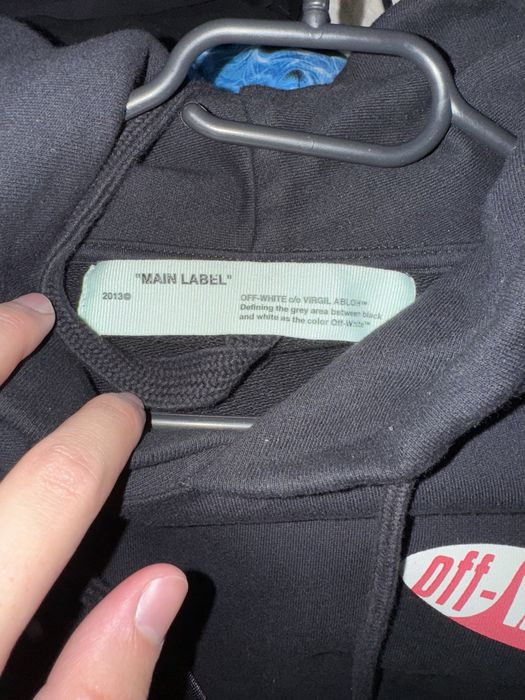 "MAIN LABEL"
2013©
OFF-WHITE c/o VIRGIL ABLOH™
Defining the grey area between black
and white as the color Off-White™
off-